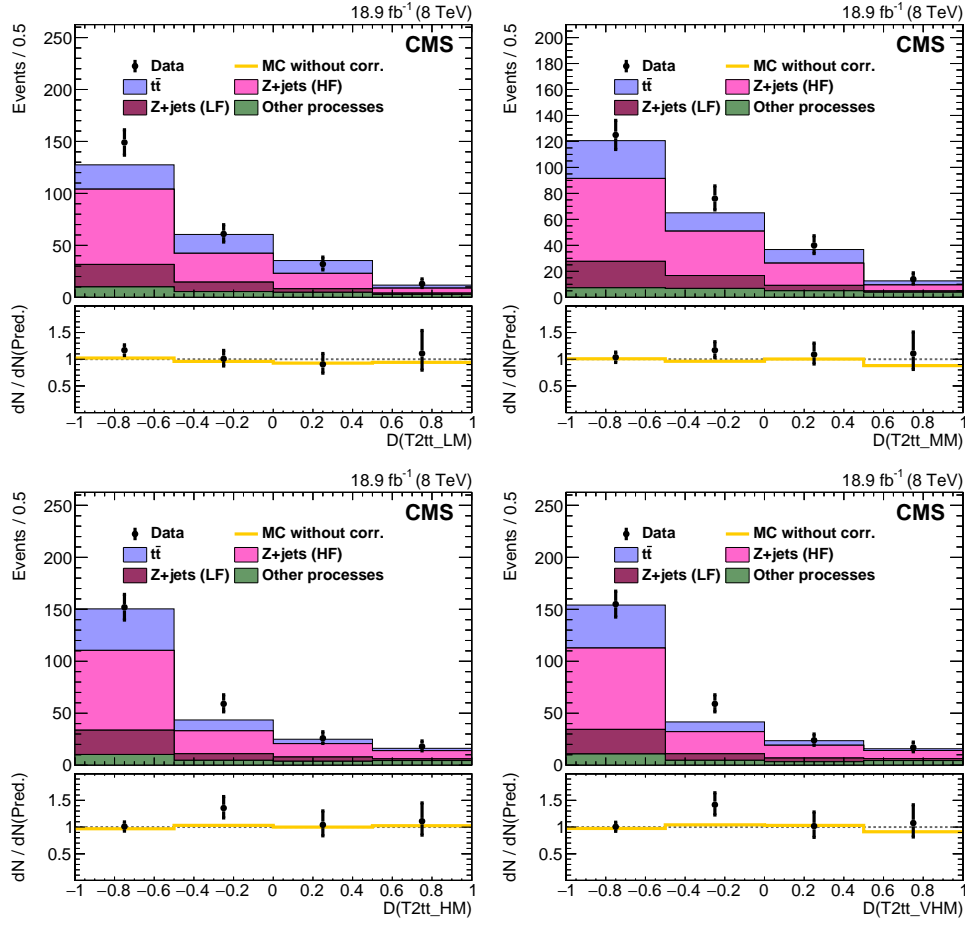 18.9 fb⁻¹ (8 TeV)
CMS
Events / 0.5
Data
MC without corr.
tt̄
Z+jets (HF)
Z+jets (LF)
Other processes
250
200
150
100
50
0
dN / dN(Pred.)
1.5
1
0.5
−1 −0.8 −0.6 −0.4 −0.2 0 0.2 0.4 0.6 0.8 1
D(T2tt_LM)
18.9 fb⁻¹ (8 TeV)
CMS
Events / 0.5
Data
MC without corr.
tt̄
Z+jets (HF)
Z+jets (LF)
Other processes
200
180
160
140
120
100
80
60
40
20
0
dN / dN(Pred.)
1.5
1
0.5
−1 −0.8 −0.6 −0.4 −0.2 0 0.2 0.4 0.6 0.8 1
D(T2tt_MM)
18.9 fb⁻¹ (8 TeV)
CMS
Events / 0.5
Data
MC without corr.
tt̄
Z+jets (HF)
Z+jets (LF)
Other processes
250
200
150
100
50
0
dN / dN(Pred.)
1.5
1
0.5
−1 −0.8 −0.6 −0.4 −0.2 0 0.2 0.4 0.6 0.8 1
D(T2tt_HM)
18.9 fb⁻¹ (8 TeV)
CMS
Events / 0.5
Data
MC without corr.
tt̄
Z+jets (HF)
Z+jets (LF)
Other processes
250
200
150
100
50
0
dN / dN(Pred.)
1.5
1
0.5
−1 −0.8 −0.6 −0.4 −0.2 0 0.2 0.4 0.6 0.8 1
D(T2tt_VHM)